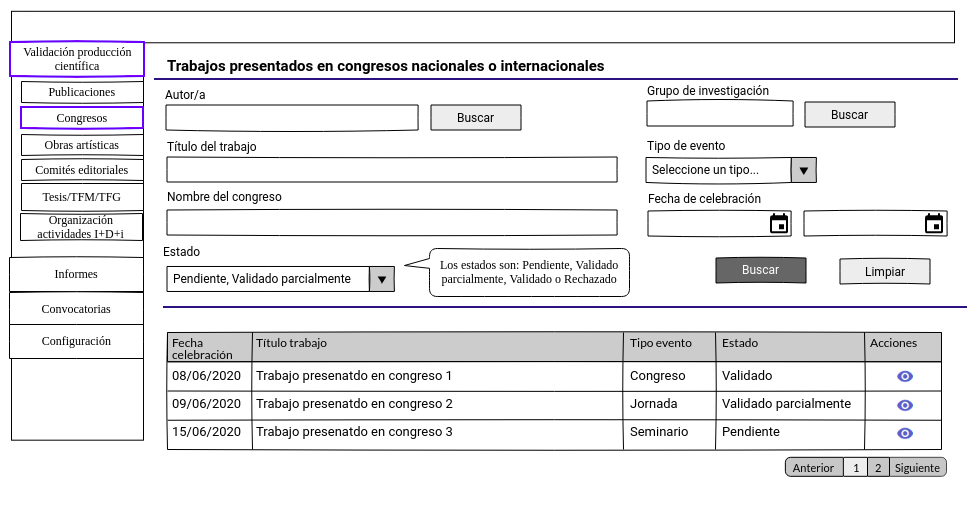 Validación producción
científica
Publicaciones
Congresos
Obras artísticas
Comités editoriales
Tesis/TFM/TFG
Organización
actividades I+D+i
Informes
Convocatorias
Configuración
Trabajos presentados en congresos nacionales o internacionales
Autor/a
Buscar
Grupo de investigación
Buscar
Título del trabajo
Tipo de evento
Seleccione un tipo...
Nombre del congreso
Fecha de celebración
Estado
Pendiente, Validado parcialmente
Los estados son: Pendiente, Validado
parcialmente, Validado o Rechazado
Buscar
Limpiar
Fecha
celebración
Título trabajo
Tipo evento
Estado
Acciones
08/06/2020
Trabajo presenatdo en congreso 1
Congreso
Validado
09/06/2020
Trabajo presenatdo en congreso 2
Jornada
Validado parcialmente
15/06/2020
Trabajo presenatdo en congreso 3
Seminario
Pendiente
Anterior
1
2
Siguiente